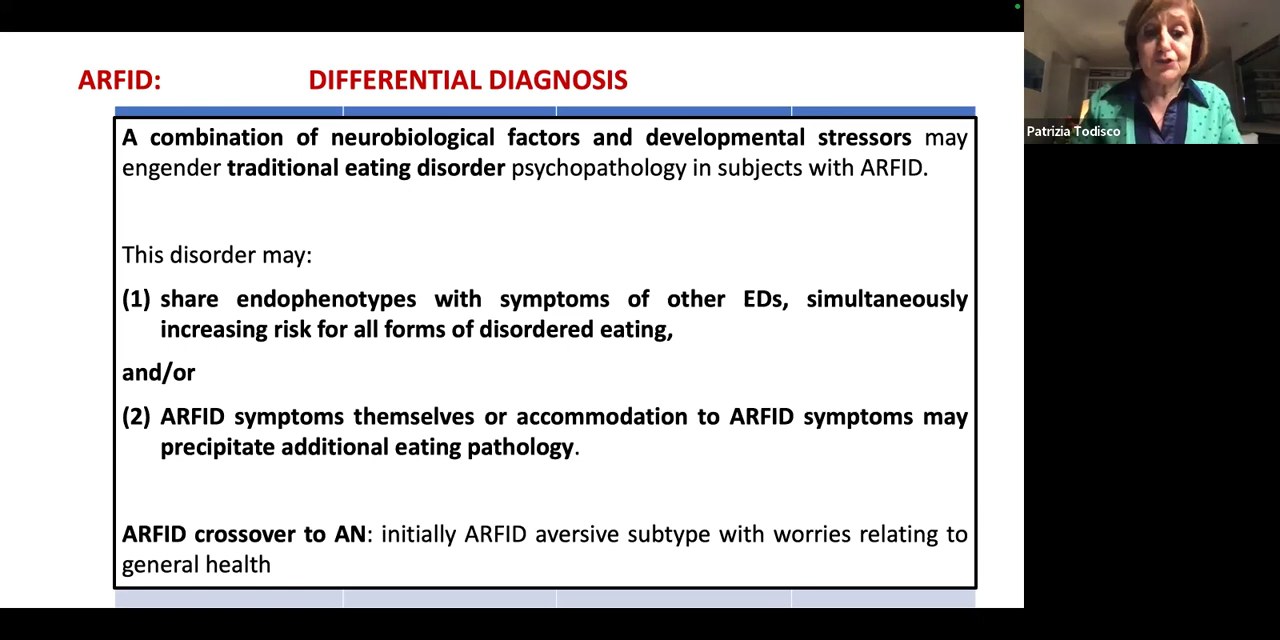 ARFID: DIFFERENTIAL DIAGNOSIS
A combination of neurobiological factors and developmental stressors may
engender traditional eating disorder psychopathology in subjects with ARFID.
This disorder may:
(1) share endophenotypes with symptoms of other EDs, simultaneously
increasing risk for all forms of disordered eating,
and/or
(2) ARFID symptoms themselves or accommodation to ARFID symptoms may
precipitate additional eating pathology.
ARFID crossover to AN: initially ARFID aversive subtype with worries relating to
general health
Patrizia Todisco